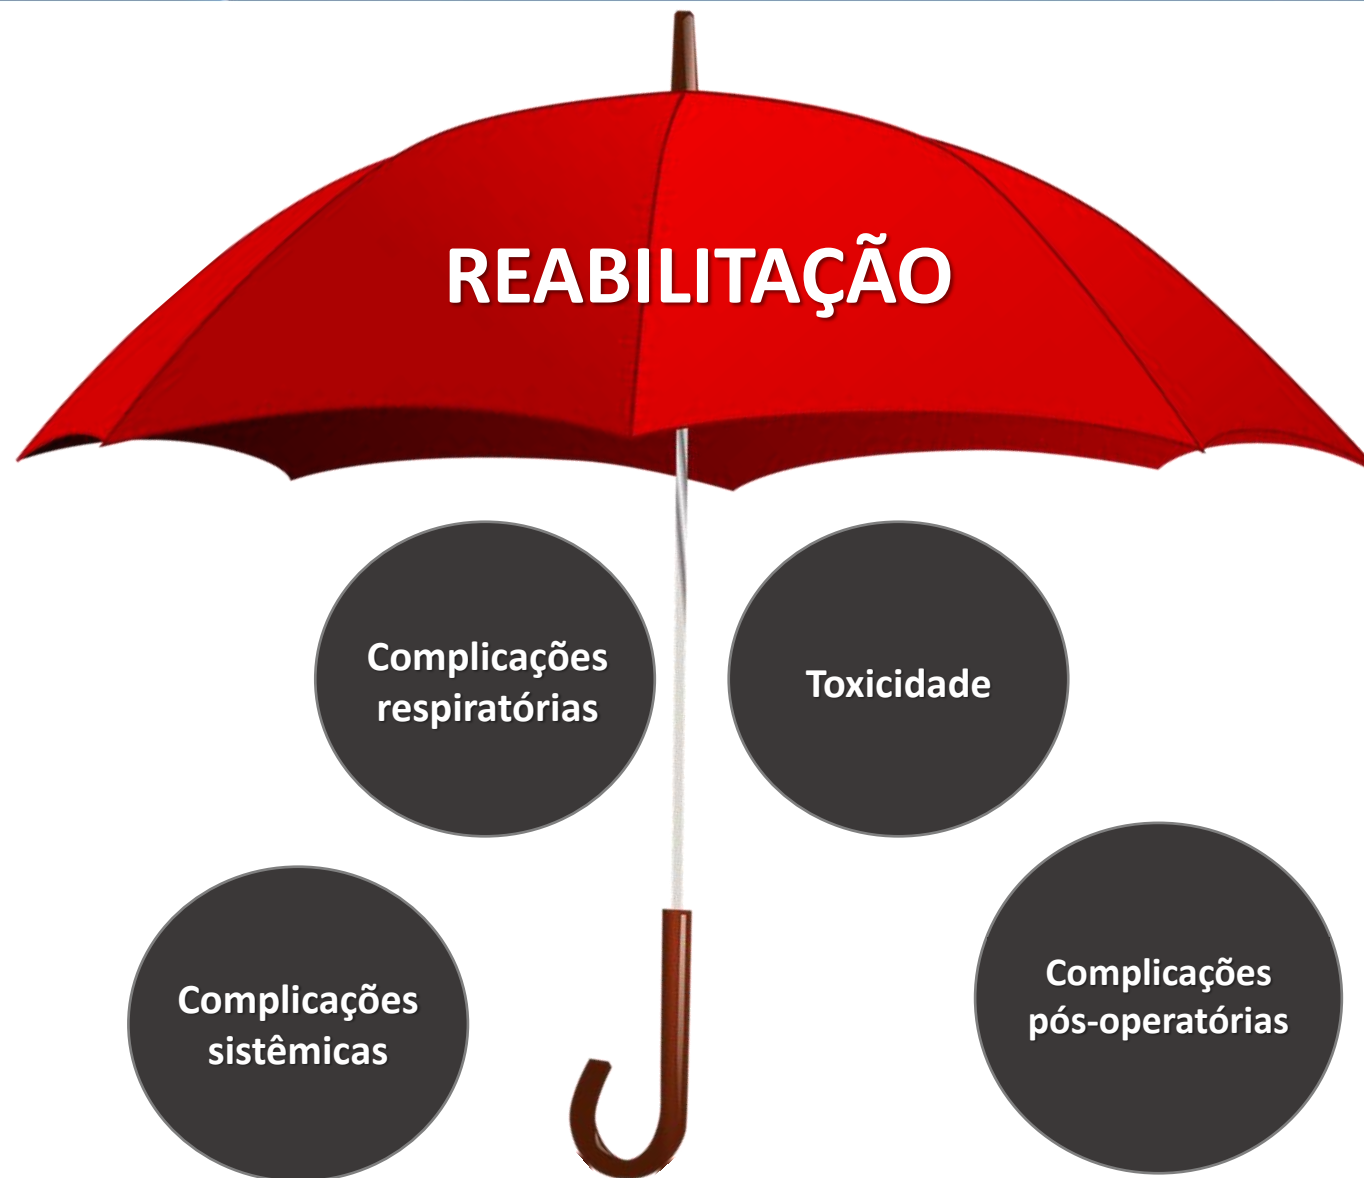 REABILITAÇÃO
Complicações
respiratórias
Toxicidade
Complicações
sistêmicas
Complicações
pós-operatórias